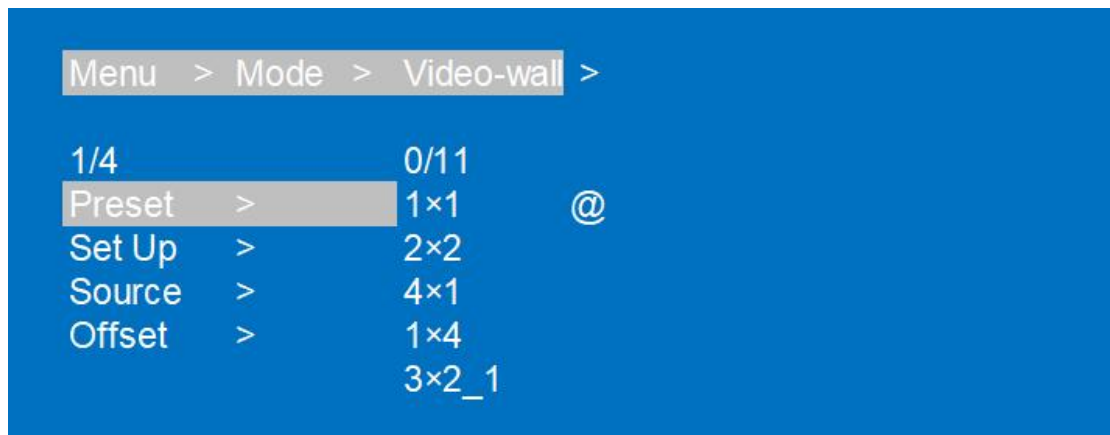 Menu > Mode > Video-wall >
1/4 0/11
Preset > 1×1 @
Set Up > 2×2
Source > 4×1
Offset > 1×4
3×2_1